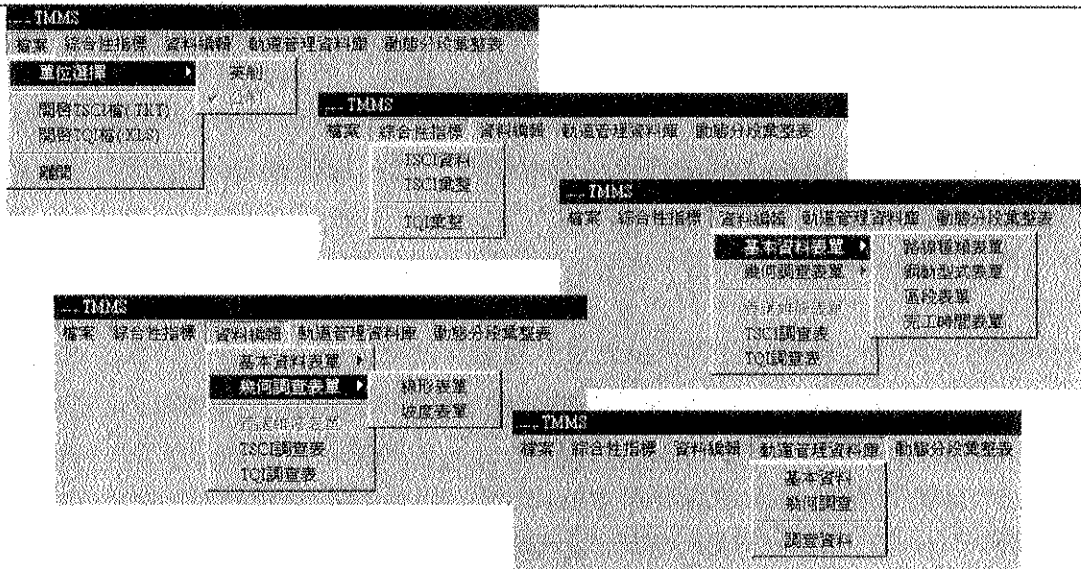 TMMS
檔案 綜合性指標 資料編輯 軌道管理資料庫 動態分段彙整表
單位選擇 英制
公制
開啓TSCI檔(TXT)
開啓TQI檔(XLS)
離開
TMMS
檔案 綜合性指標 資料編輯 軌道管理資料庫 動態分段彙整表
TSCI資料
TSCI彙整
TQI彙整
TMMS
檔案 綜合性指標 資料編輯 軌道管理資料庫 動態分段彙整表
基本資料表單 路線種類表單
幾何調查表單 型式表單
區段表單
TSCI調查表 完工時間表單
TQI調查表
TMMS
檔案 綜合性指標 資料編輯 軌道管理資料庫 動態分段彙整表
基本資料表單
幾何調查表單 線形表單
坡度表單
TSCI調查表
TQI調查表
TMMS
檔案 綜合性指標 資料編輯 軌道管理資料庫 動態分段彙整表
基本資料
幾何調查
調查資料